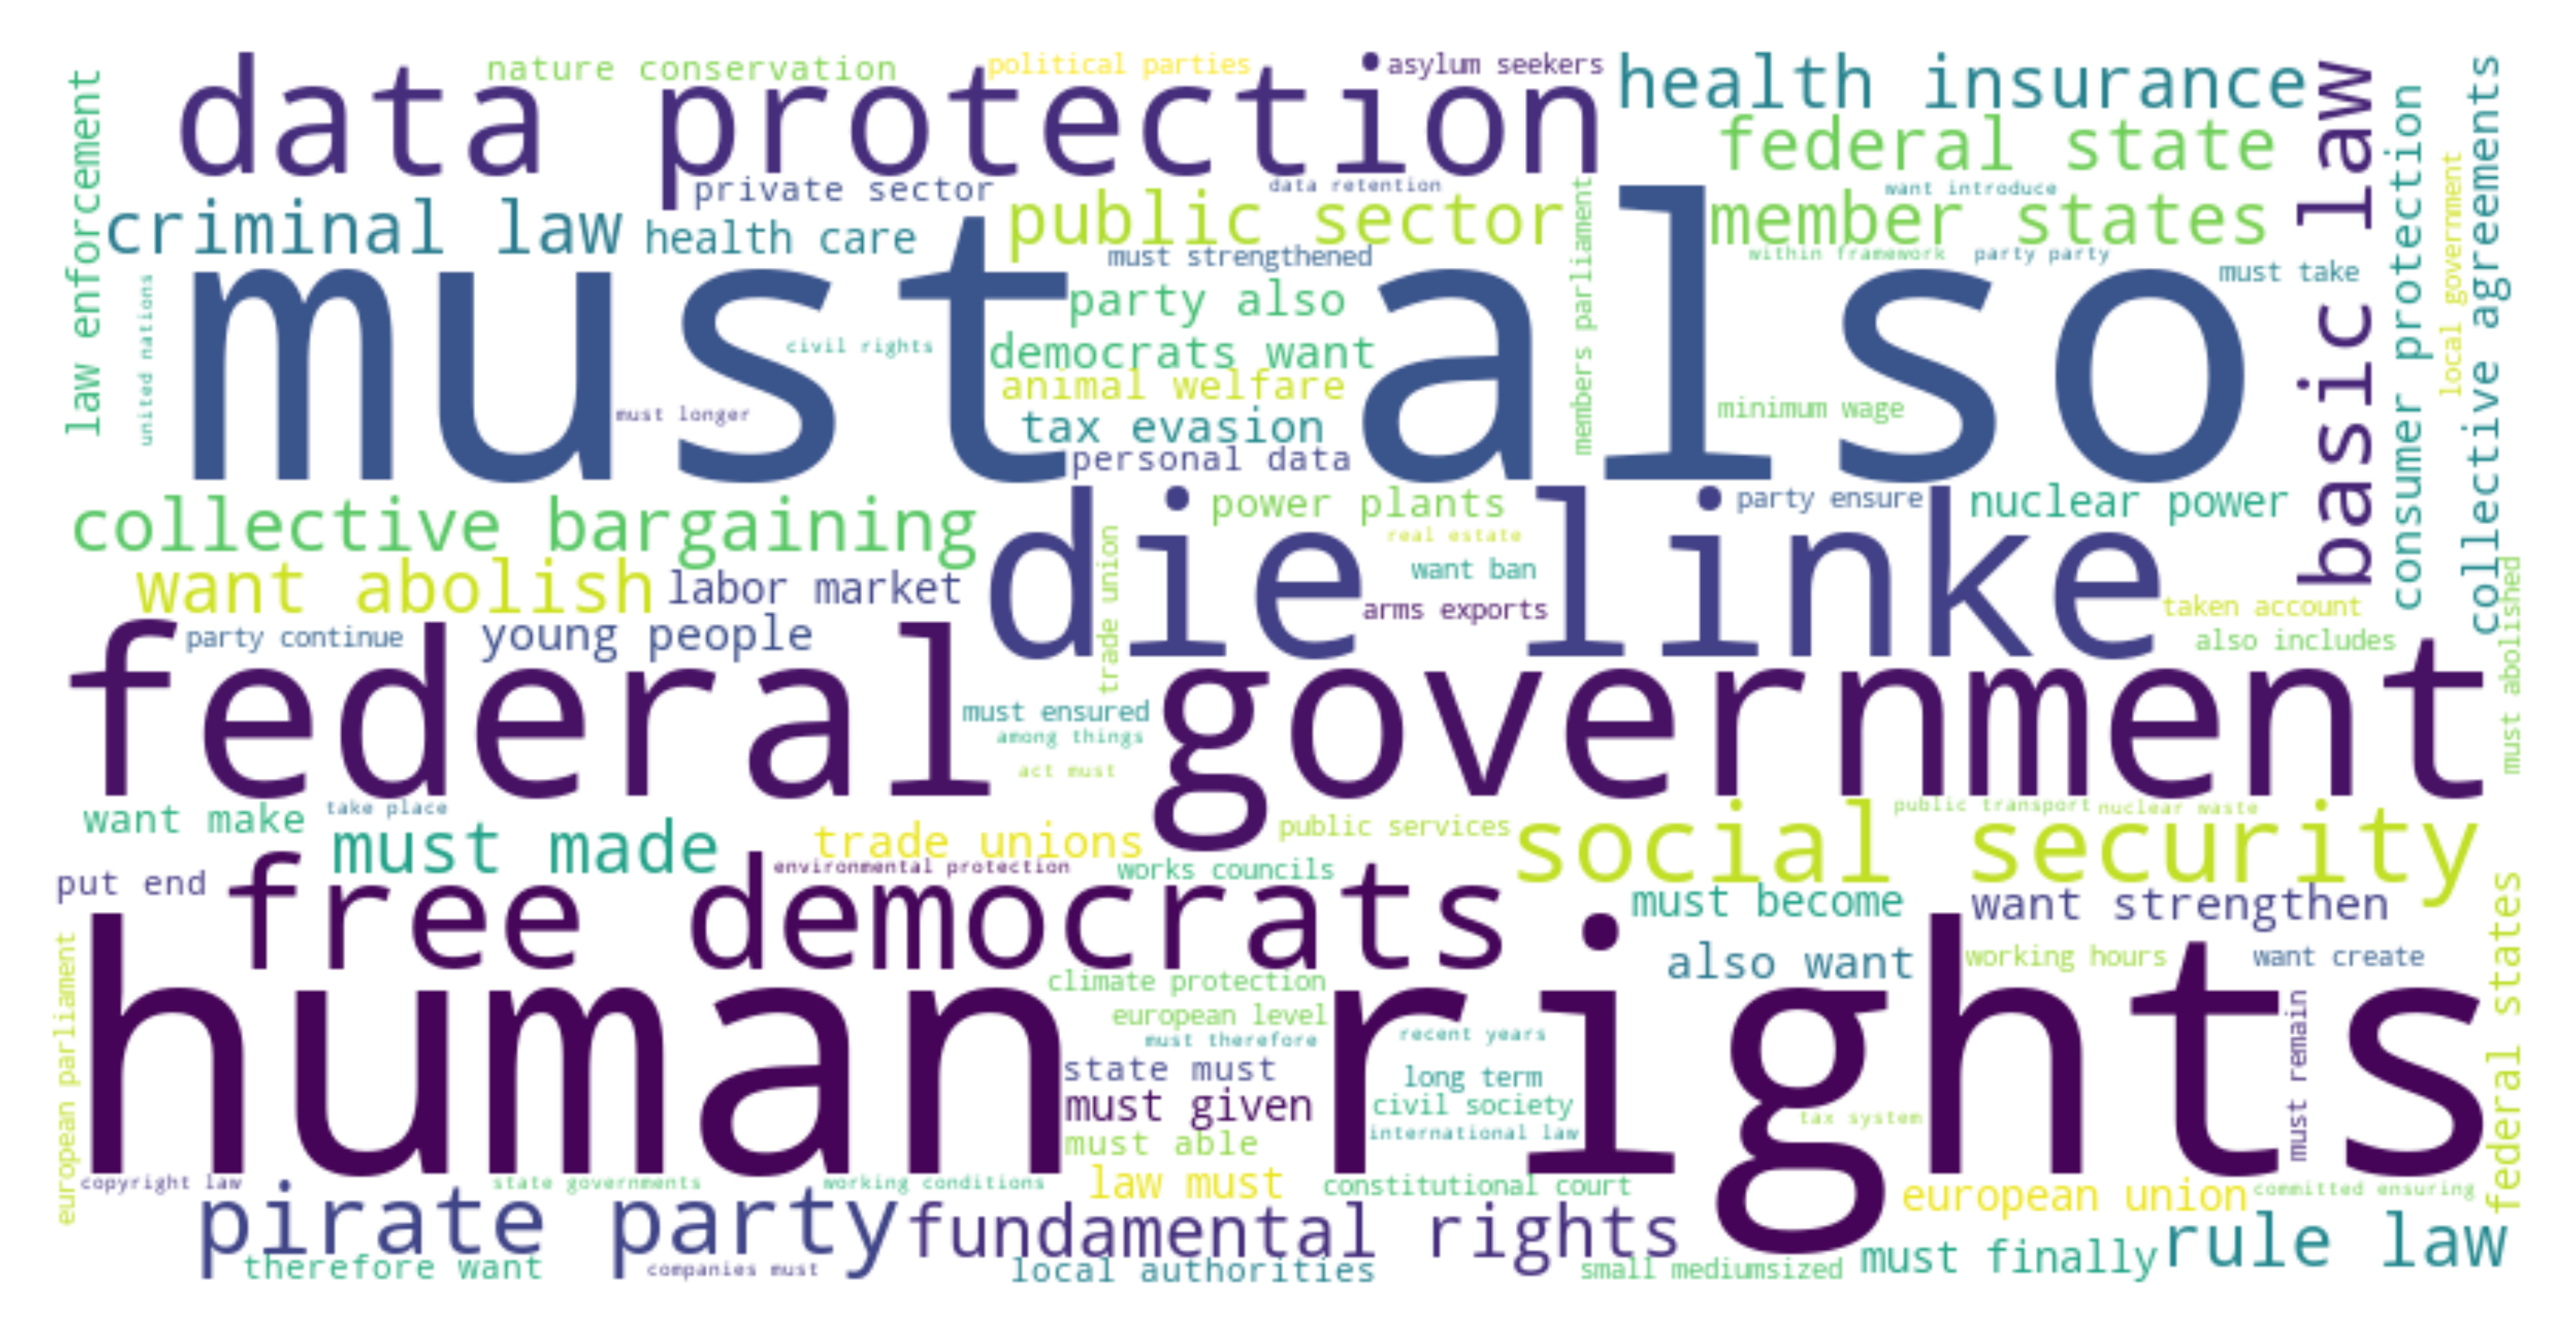 nature conservation
political parties
asylum seekers
data protection
health insurance
law enforcement
federal state
basic law
consumer protection
collective agreements
local government
private sector
data retention
want introduce
criminal law
health care
public sector
member states
must strengthened
within framework
party party
must take
members parliament
united nations
must also
party also
civil rights
democrats want
animal welfare
must longer
minimum wage
tax evasion
personal data
collective bargaining
die linke
power plants
party ensure
nuclear power
real estate
trade union
want abolish
labor market
want ban
arms exports
taken account
must abolished
party continue
young people
also includes
federal government
must ensured
among things
act must
want make
take place
must made
trade unions
public services
public transport
nuclear waste
social security
environmental protection
works councils
put end
free democrats
must become
want strengthen
federal states
european parliament
human rights
also want
working hours
want create
climate protection
european level
must therefore
recent years
must remain
state must
long term
must given
civil society
tax system
international law
must able
copyright law
state governments
working conditions
law must
constitutional court
european union
committed ensuring
pirate party
fundamental rights
rule law
therefore want
companies must
local authorities
small mediumsized
must finally